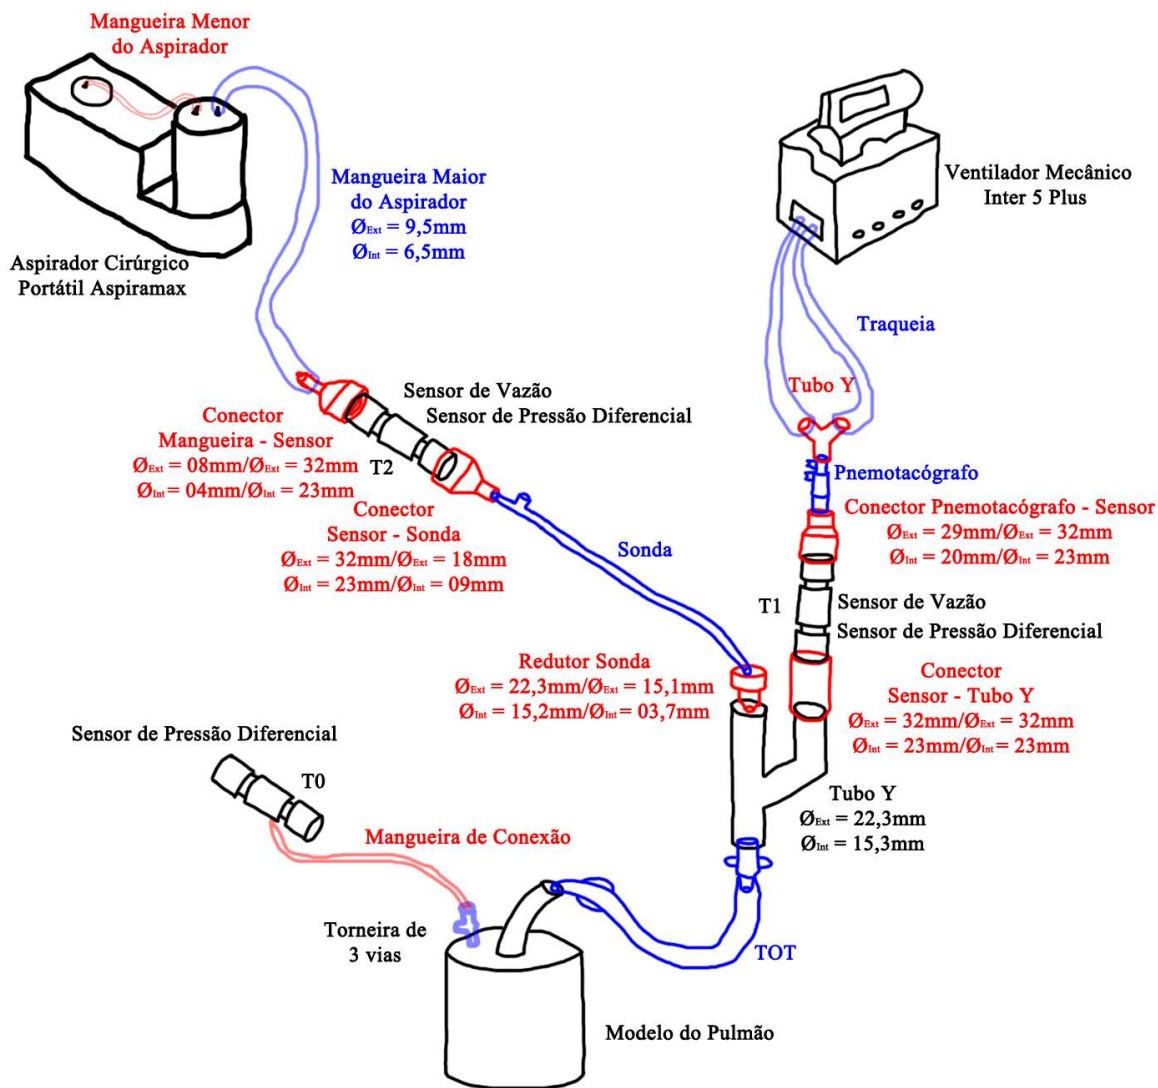 Mangueira Menor
do Aspirador
Mangueira Maior
do Aspirador
ØExt = 9,5mm
ØInt = 6,5mm
Aspirador Cirúrgico
Portátil Aspiramax
Ventilador Mecânico
Inter 5 Plus
Traqueia
Tubo Y
Sensor de Vazão
Sensor de Pressão Diferencial
T2
Conector
Mangueira - Sensor
ØExt = 08mm/ØExt = 32mm
ØInt = 04mm/ØInt = 23mm
Conector
Sensor - Sonda
ØExt = 32mm/ØExt = 18mm
ØInt = 23mm/ØInt = 09mm
Sonda
Pnemotacógrafo
Conector Pnemotacógrafo - Sensor
ØExt = 29mm/ØExt = 32mm
ØInt = 20mm/ØInt = 23mm
T1
Sensor de Vazão
Sensor de Pressão Diferencial
Redutor Sonda
ØExt = 22,3mm/ØExt = 15,1mm
ØInt = 15,2mm/ØInt = 03,7mm
Conector
Sensor - Tubo Y
ØExt = 32mm/ØExt = 32mm
ØInt = 23mm/ØInt = 23mm
Sensor de Pressão Diferencial
T0
Tubo Y
ØExt = 22,3mm
ØInt = 15,3mm
Mangueira de Conexão
Torneira de
3 vias
TOT
Modelo do Pulmão